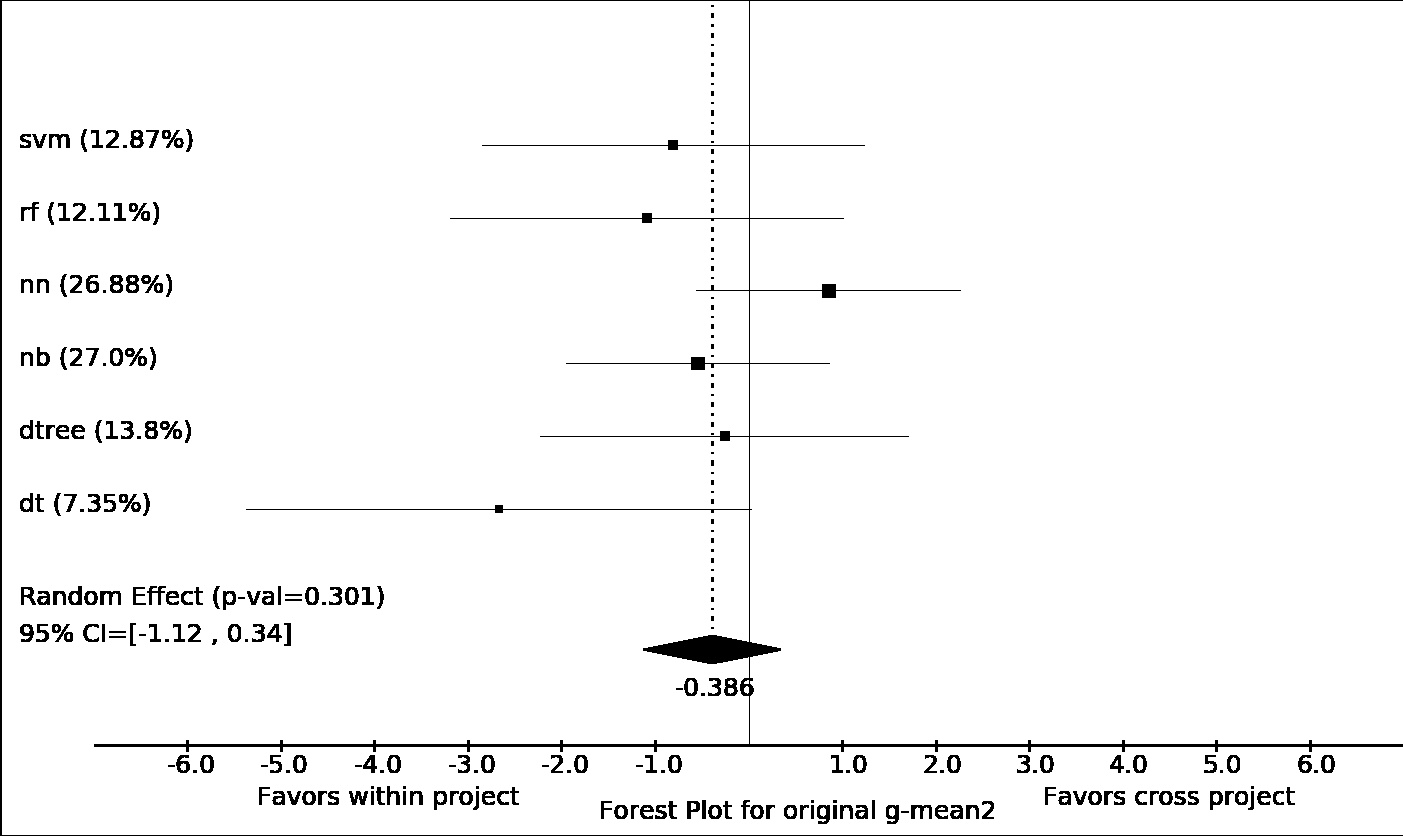 svm (12.87%)
rf (12.11%)
nn (26.88%)
nb (27.0%)
dtree (13.8%)
dt (7.35%)
Random Effect (p-val=0.301)
95% CI=[-1.12 , 0.34]
-0.386
-6.0 -5.0 -4.0 -3.0 -2.0 -1.0 1.0 2.0 3.0 4.0 5.0 6.0
Favors within project Favors cross project
Forest Plot for original g-mean2